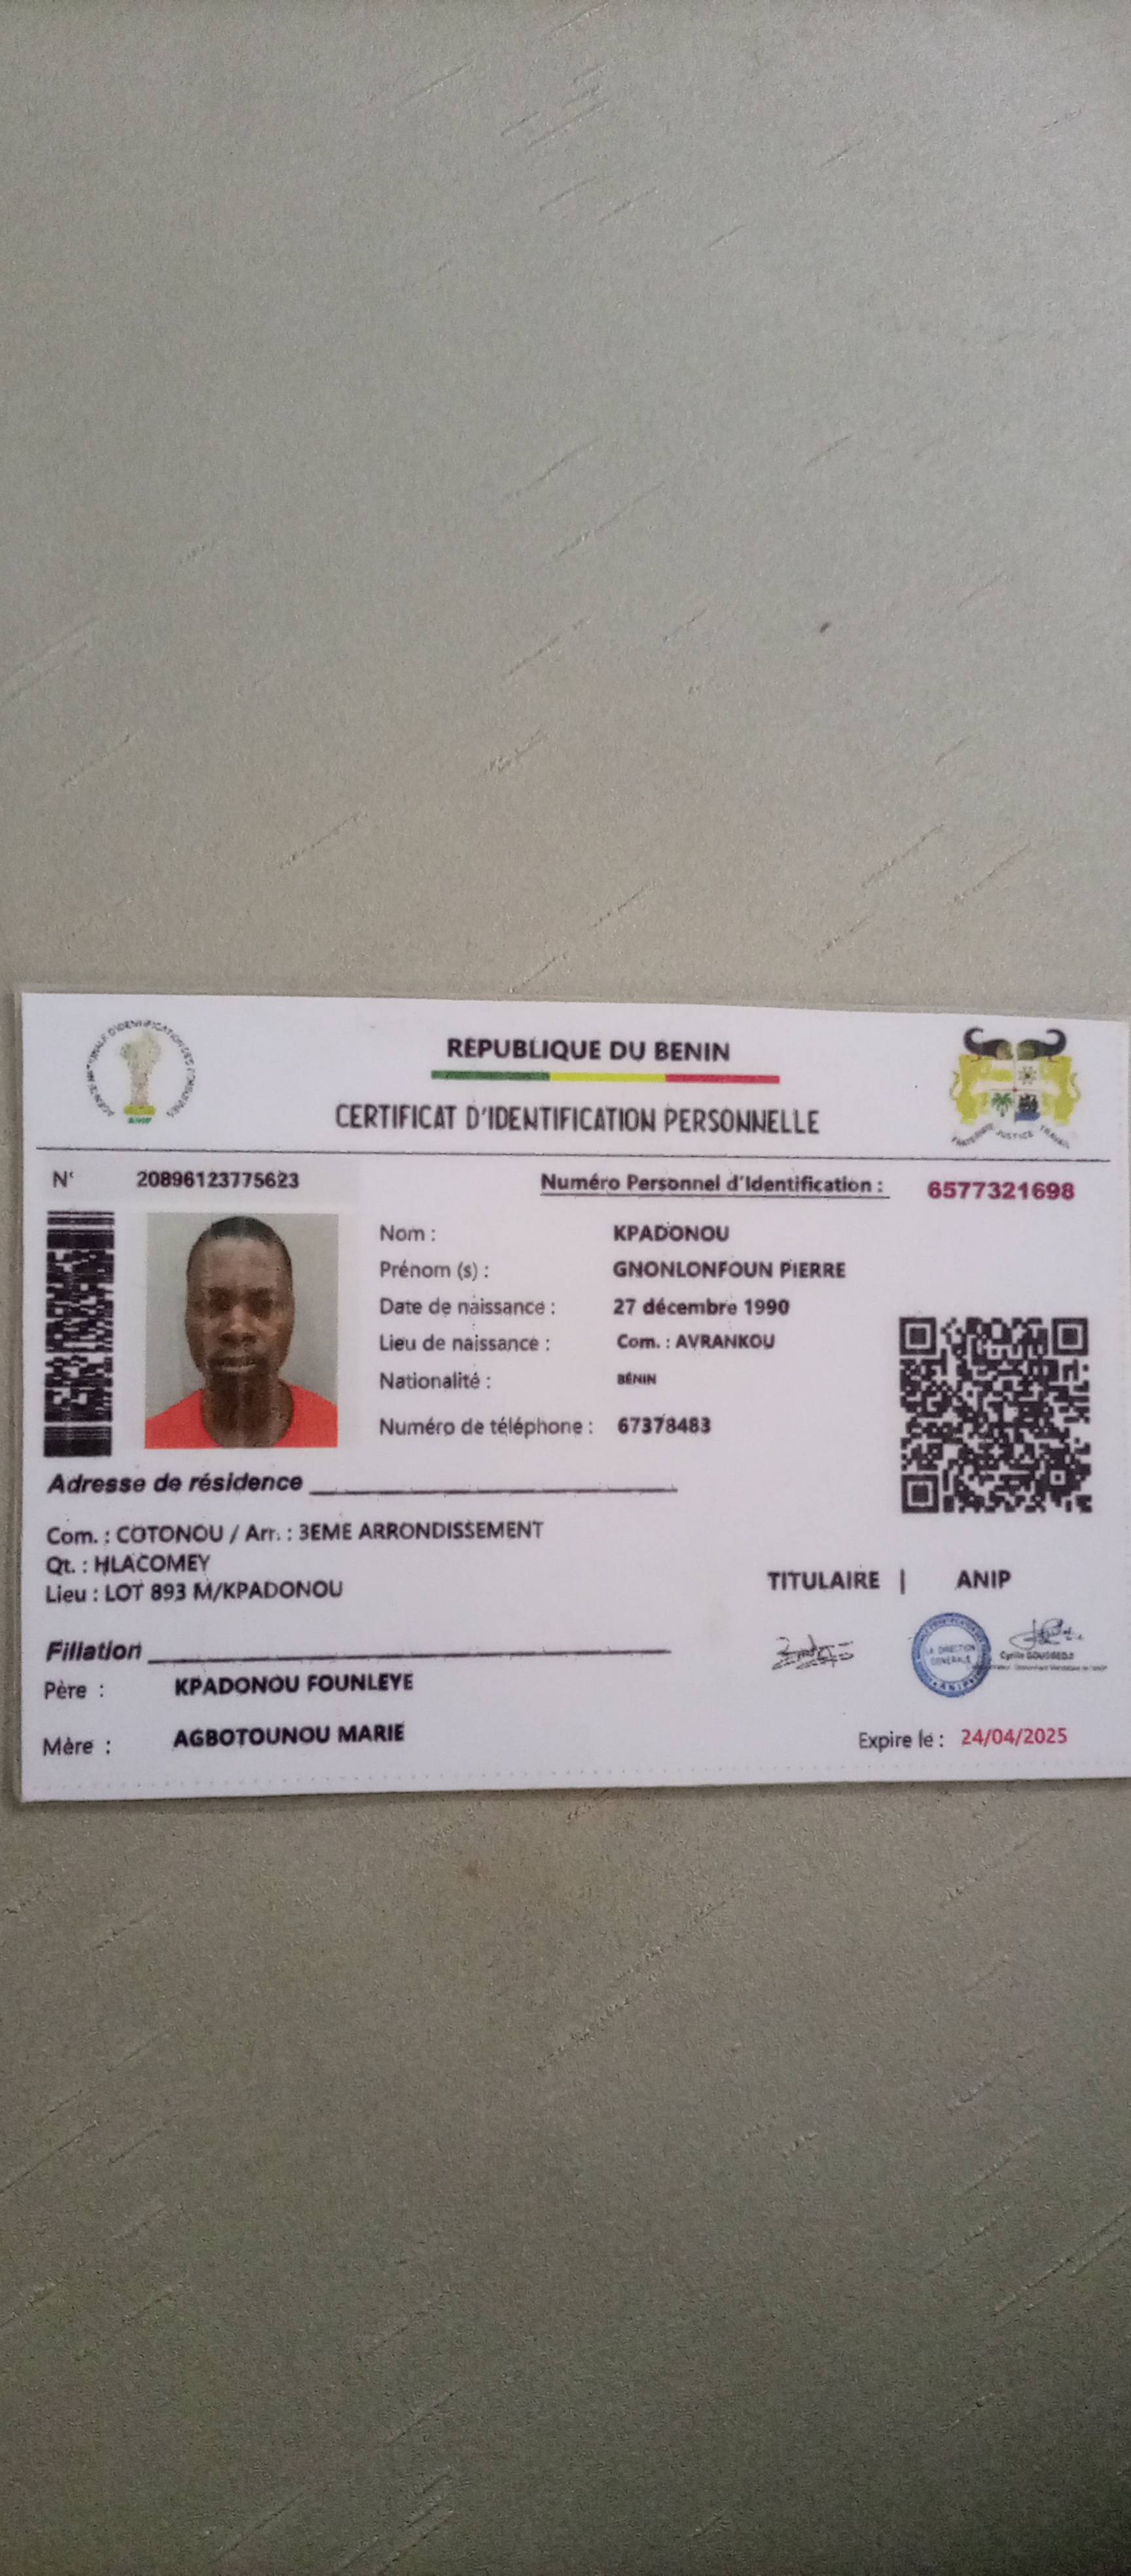 AGENCE NATIONALE D'IDENTIFICATION DES PERSONNES
ANIP
REPUBLIQUE DU BENIN
CERTIFICAT D'IDENTIFICATION PERSONNELLE
FRATERNITE JUSTICE TRAVAIL
N° 20896123775623
Numéro Personnel d'Identification : 6577321698
Nom : KPADONOU
Prénom (s) : GNONLONFOUN PIERRE
Date de naissance : 27 décembre 1990
Lieu de naissance : Com. : AVRANKOU
Nationalité : BÉNIN
Numéro de téléphone : 67378483
Adresse de résidence
Com. : COTONOU / Arr. : 3EME ARRONDISSEMENT
Qt. : HLACOMEY
Lieu : LOT 893 M/KPADONOU
TITULAIRE | ANIP
LA DIRECTION GENERALE
ANIP
Cyrille GOUGBEDJI
Filiation
Père : KPADONOU FOUNLEYE
Mère : AGBOTOUNOU MARIE
Expire le : 24/04/2025